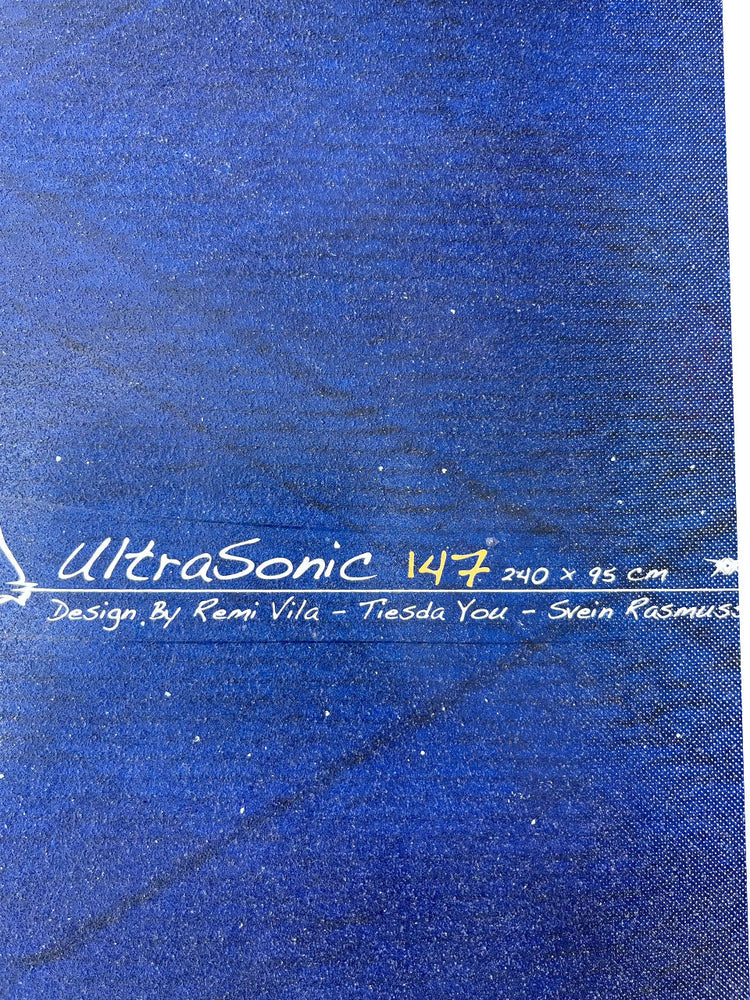 UltraSonic 147 240 x 95 cm
Design.By Remi Vila - Tiesda You - Svein Rasmuss